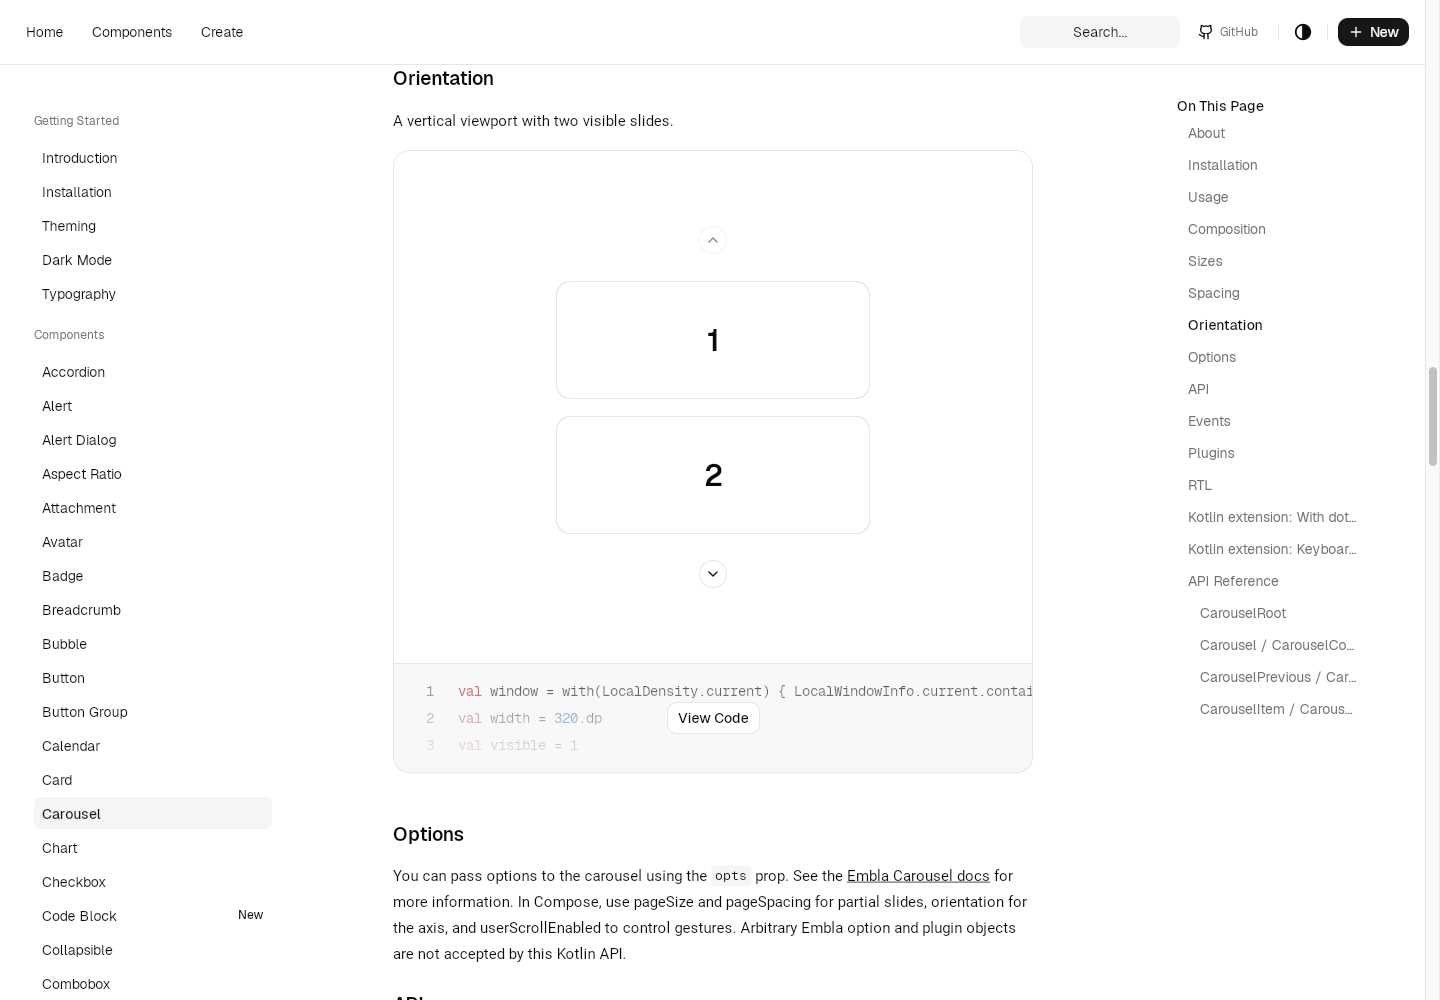 Home
Components
Create
Search...
GitHub
New
Getting Started
Introduction
Installation
Theming
Dark Mode
Typography
Components
Accordion
Alert
Alert Dialog
Aspect Ratio
Attachment
Avatar
Badge
Breadcrumb
Bubble
Button
Button Group
Calendar
Card
Carousel
Chart
Checkbox
Code Block New
Collapsible
Combobox
Orientation
A vertical viewport with two visible slides.
1
2
1 val window = with(LocalDensity.current) { LocalWindowInfo.current.contai
2 val width = 320.dp
3 val visible = 1
View Code
Options
You can pass options to the carousel using the opts prop. See the Embla Carousel docs for
more information. In Compose, use pageSize and pageSpacing for partial slides, orientation for
the axis, and userScrollEnabled to control gestures. Arbitrary Embla option and plugin objects
are not accepted by this Kotlin API.
API
On This Page
About
Installation
Usage
Composition
Sizes
Spacing
Orientation
Options
API
Events
Plugins
RTL
Kotlin extension: With dot...
Kotlin extension: Keyboar...
API Reference
CarouselRoot
Carousel / CarouselCo...
CarouselPrevious / Car...
CarouselItem / Carous...